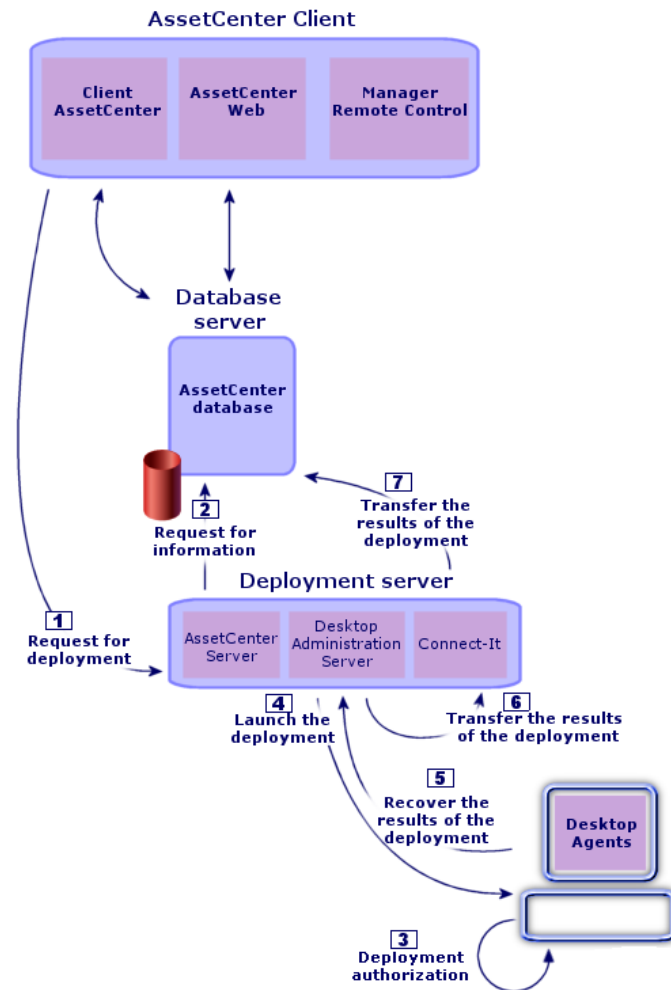 AssetCenter Client
Client
AssetCenter
AssetCenter
Web
Manager
Remote Control
Database
server
AssetCenter
database
7
Transfer the
results of the
deployment
2
Request for
information
Deployment server
1
Request for
deployment
AssetCenter
Server
Desktop
Administration
Server
Connect-It
4
Launch the
deployment
6
Transfer the results
of the deployment
5
Recover the
results of the
deployment
Desktop
Agents
3
Deployment
authorization